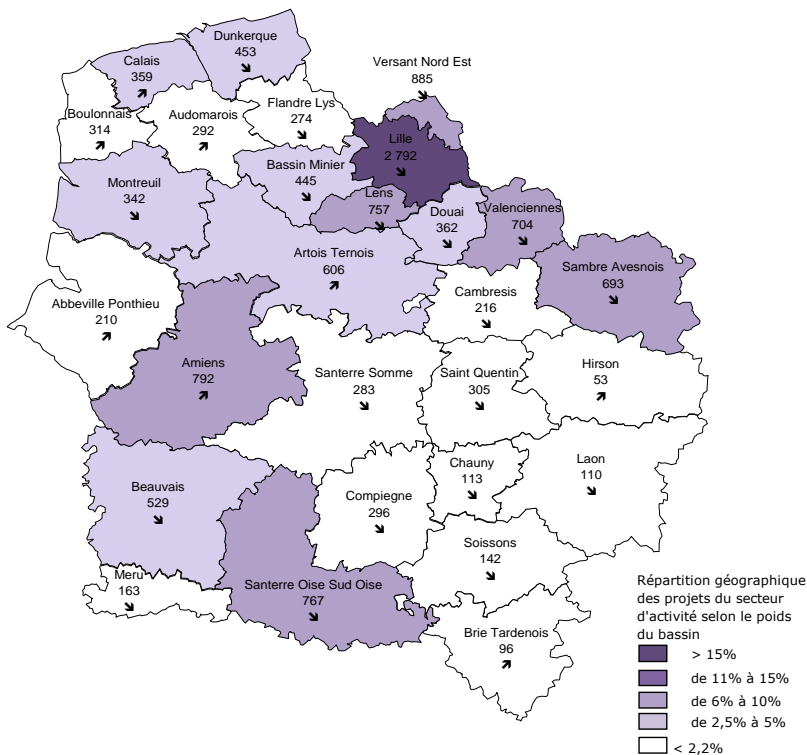 Dunkerque
453
↘
Calais
359
↗
Versant Nord Est
885
↘
Boulonnais
314
↗
Audomarois
292
↗
Flandre Lys
274
↘
Lille
2 792
↘
Bassin Minier
445
↘
Montreuil
342
↘
Lens
757
↘
Douai
362
↘
Valenciennes
704
↘
Artois Ternois
606
↗
Sambre Avesnois
693
↘
Abbeville Ponthieu
210
↗
Cambresis
216
↘
Amiens
792
↗
Santerre Somme
283
↘
Saint Quentin
305
↘
Hirson
53
↗
Beauvais
529
↘
Compiegne
296
↘
Chauny
113
↘
Laon
110
↘
Soissons
142
↘
Meru
163
↘
Santerre Oise Sud Oise
767
↘
Brie Tardenois
96
↗
Répartition géographique
des projets du secteur
d'activité selon le poids
du bassin
> 15%
de 11% à 15%
de 6% à 10%
de 2,5% à 5%
< 2,2%